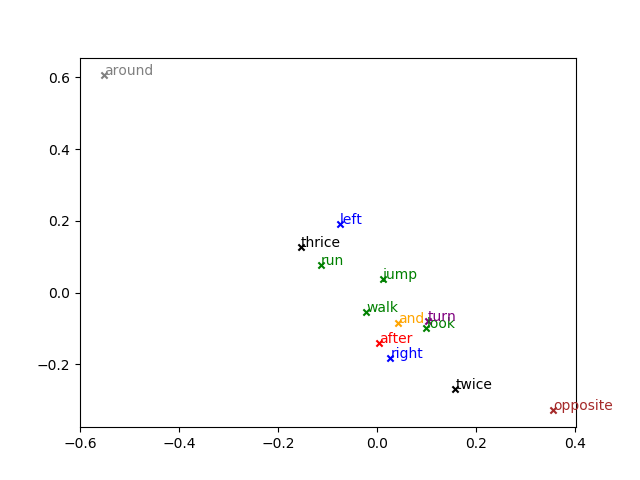 around
left
thrice
run
jump
walk
and
turn
look
after
right
twice
opposite
0.6
0.4
0.2
0.0
−0.2
−0.6
−0.4
−0.2
0.0
0.2
0.4